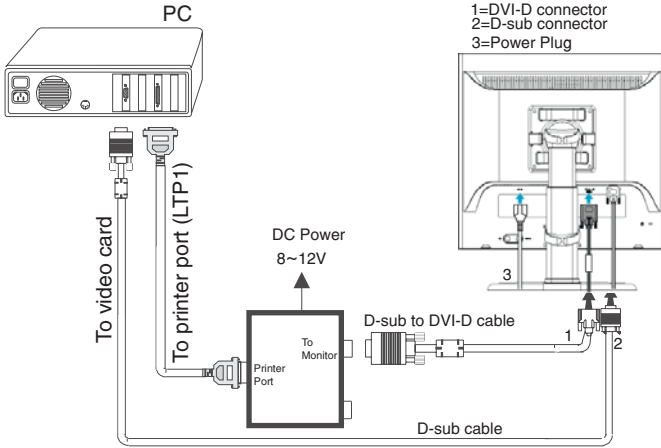 PC
1=DVI-D connector
2=D-sub connector
3=Power Plug
To video card
To printer port (LTP1)
DC Power
8~12V
3
D-sub to DVI-D cable
1
2
To
Monitor
Printer
Port
D-sub cable